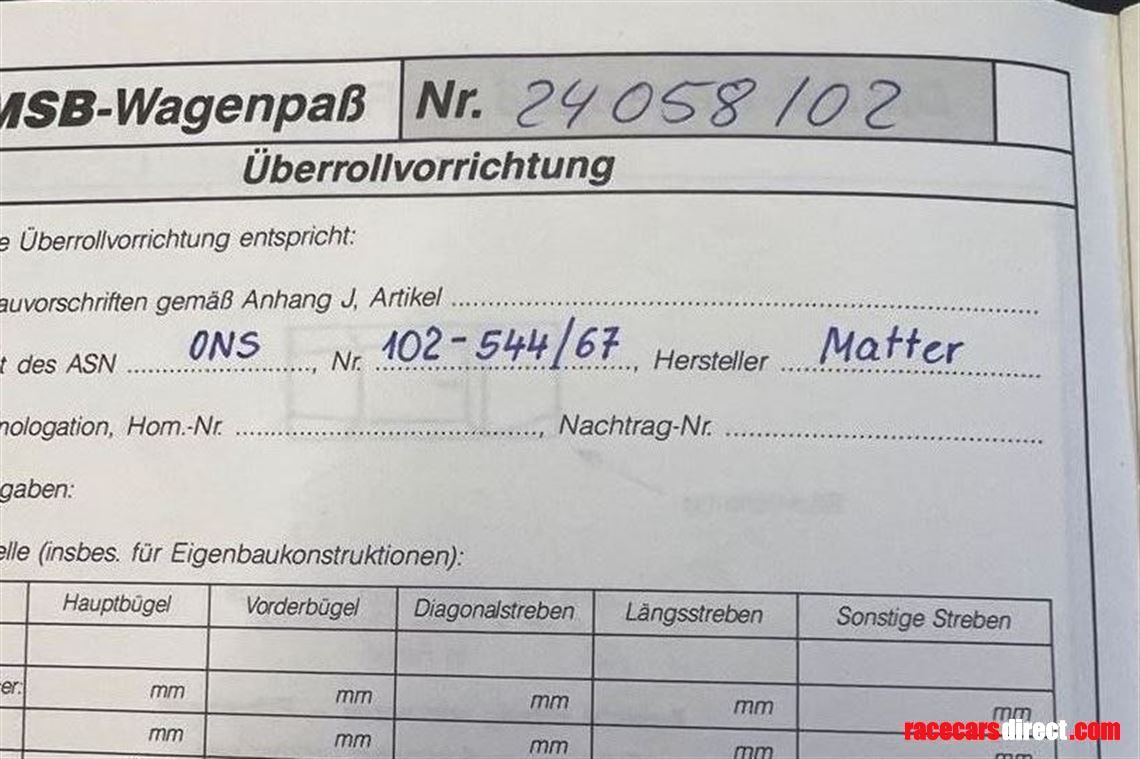 MSB-Wagenpaß Nr. 24058/02
Überrollvorrichtung
e Überrollvorrichtung entspricht:
auvorschriften gemäß Anhang J, Artikel
t des ASN ONS, Nr. 102-544/67, Hersteller Matter
nologation, Hom.-Nr. , Nachtrag-Nr.
gaben:
elle (insbes. für Eigenbaukonstruktionen):
Hauptbügel Vorderbügel Diagonalstreben Längsstreben Sonstige Streben
er: mm mm mm mm mm
mm mm mm mm mm
racecarsdirect.com